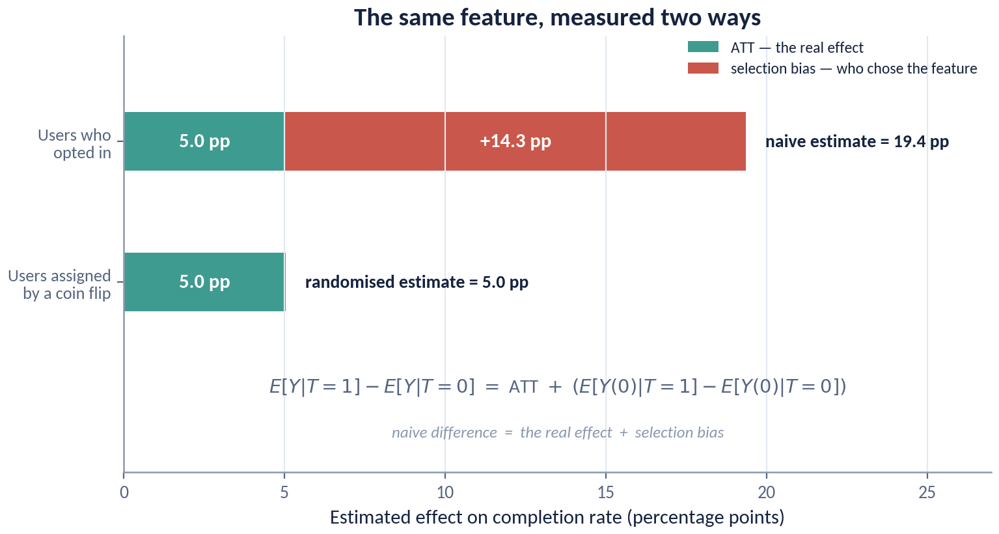 The same feature, measured two ways
ATT — the real effect
selection bias — who chose the feature
Users who
opted in
5.0 pp
+14.3 pp
naive estimate = 19.4 pp
Users assigned
by a coin flip
5.0 pp
randomised estimate = 5.0 pp
E[Y|T = 1] − E[Y|T = 0] = ATT + (E[Y(0)|T = 1] − E[Y(0)|T = 0])
naive difference = the real effect + selection bias
0 5 10 15 20 25
Estimated effect on completion rate (percentage points)